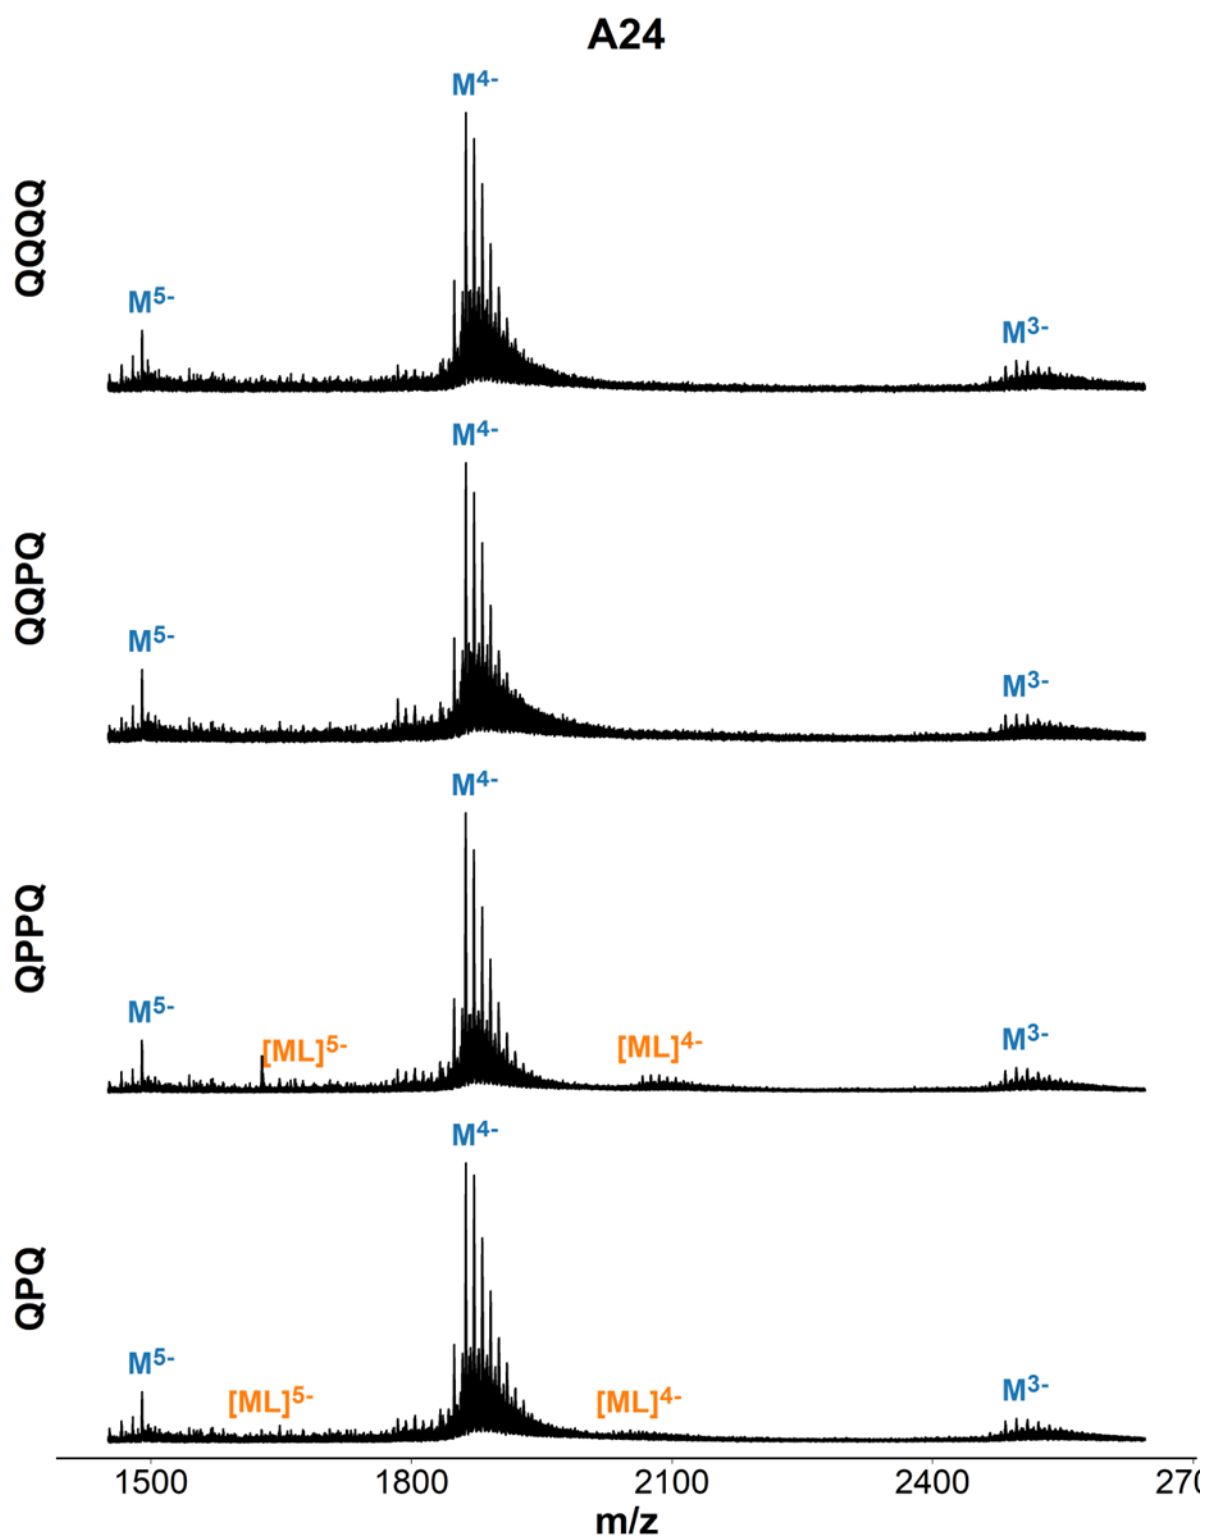 A24
M4-
QQQQ
M5-
M3-
M4-
QQPQ
M5-
M3-
M4-
QPPQ
M5-
[ML]5-
[ML]4-
M3-
M4-
QPQ
M5-
[ML]5-
[ML]4-
M3-
1500 1800 2100 2400 270
m/z